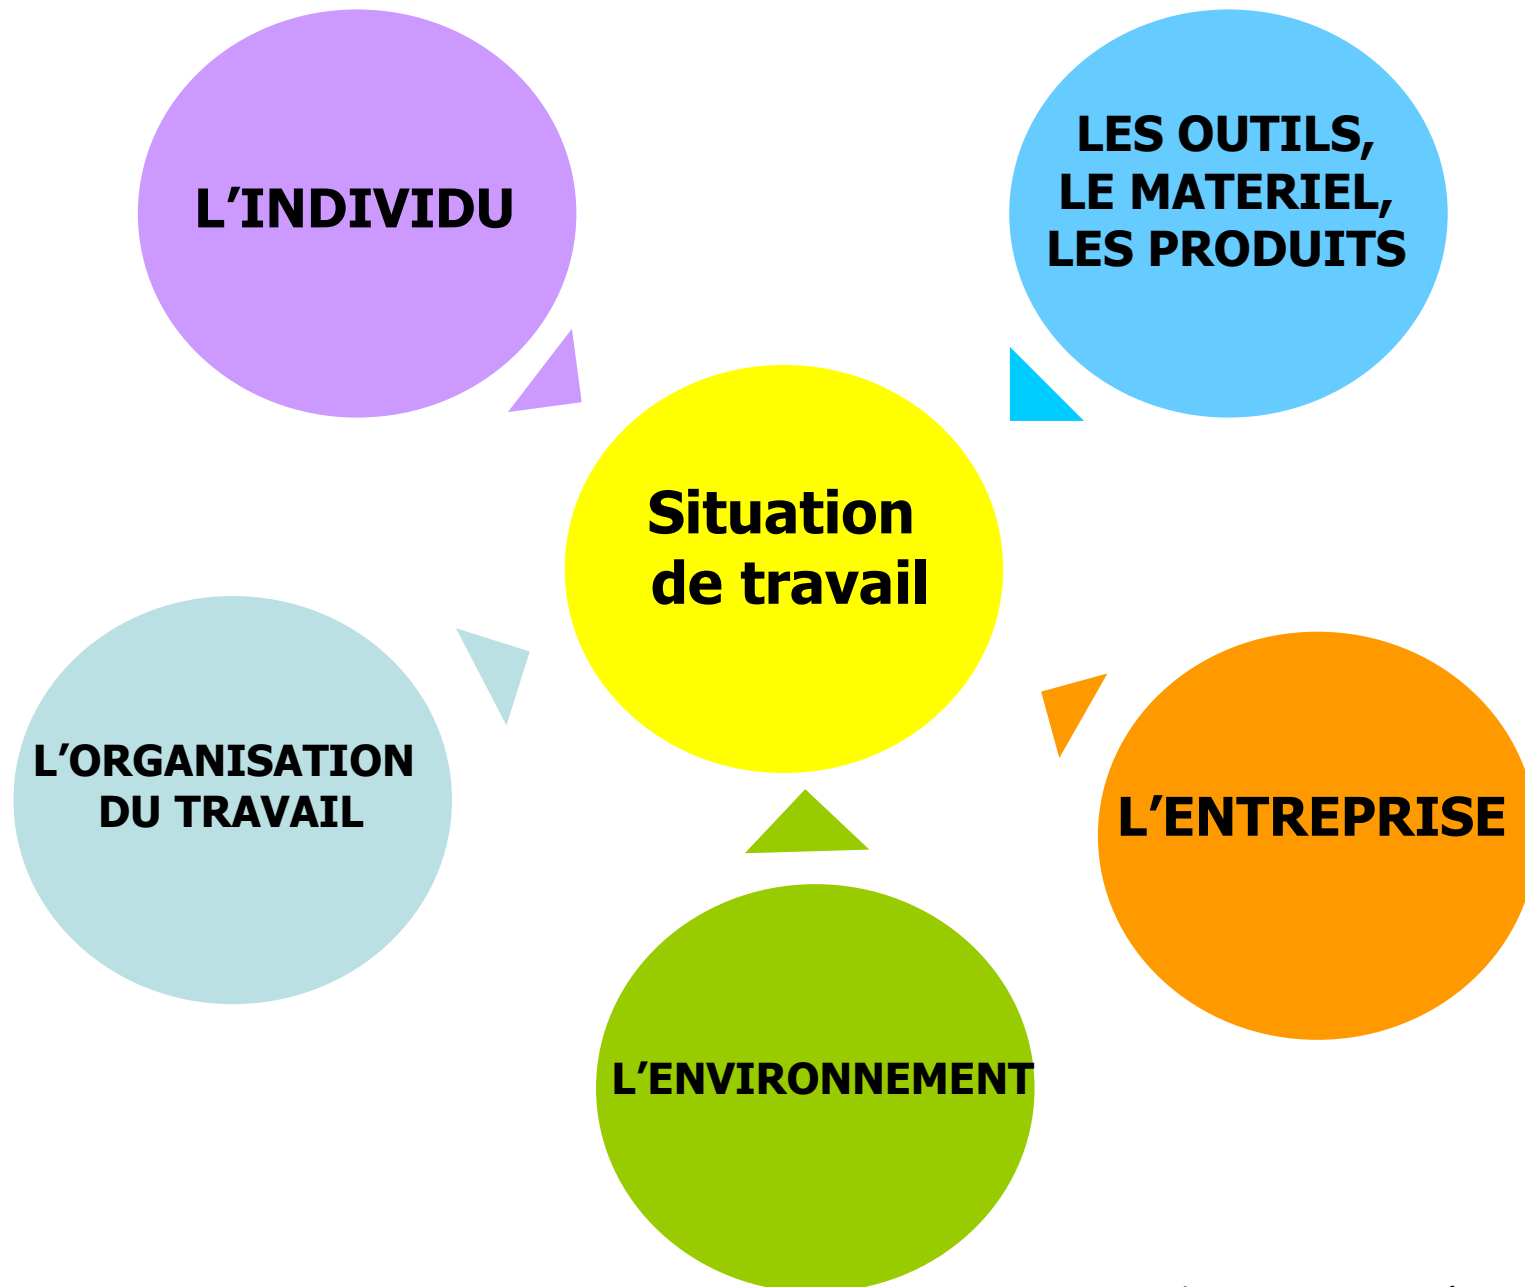 L’INDIVIDU
LES OUTILS,
LE MATERIEL,
LES PRODUITS
Situation
de travail
L’ORGANISATION
DU TRAVAIL
L’ENTREPRISE
L’ENVIRONNEMENT